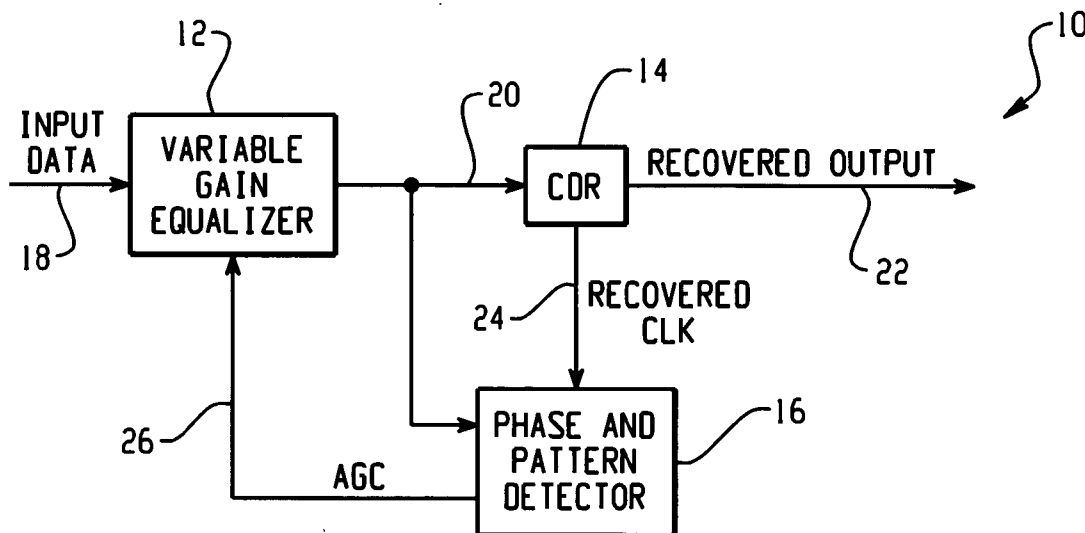 10
12
14
20
INPUT
DATA
VARIABLE
GAIN
EQUALIZER
CDR
RECOVERED OUTPUT
18
22
24
RECOVERED
CLK
26
AGC
PHASE AND
PATTERN
DETECTOR
16